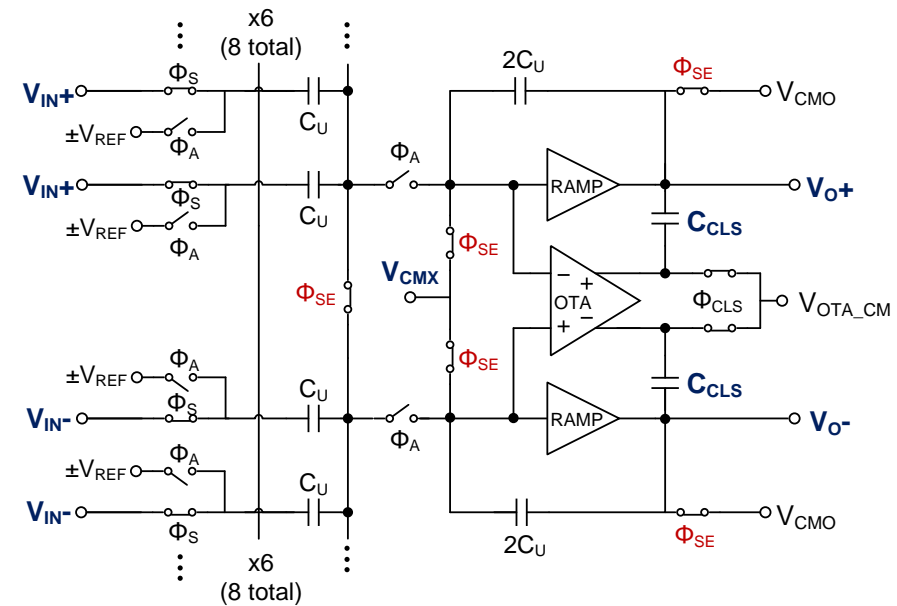 x6
(8 total)
2C_U
Φ_SE
Φ_S
V_IN+
C_U
V_CMO
±V_REF
Φ_A
Φ_A
RAMP
V_IN+
Φ_S
C_U
V_O+
±V_REF
Φ_A
C_CLS
Φ_SE
V_CMX
Φ_SE
− +
OTA
+ −
Φ_CLS
V_OTA_CM
Φ_SE
±V_REF
Φ_A
C_U
C_CLS
V_IN-
Φ_S
Φ_A
RAMP
V_O-
Φ_A
±V_REF
C_U
V_IN-
Φ_S
2C_U
Φ_SE
V_CMO
x6
(8 total)